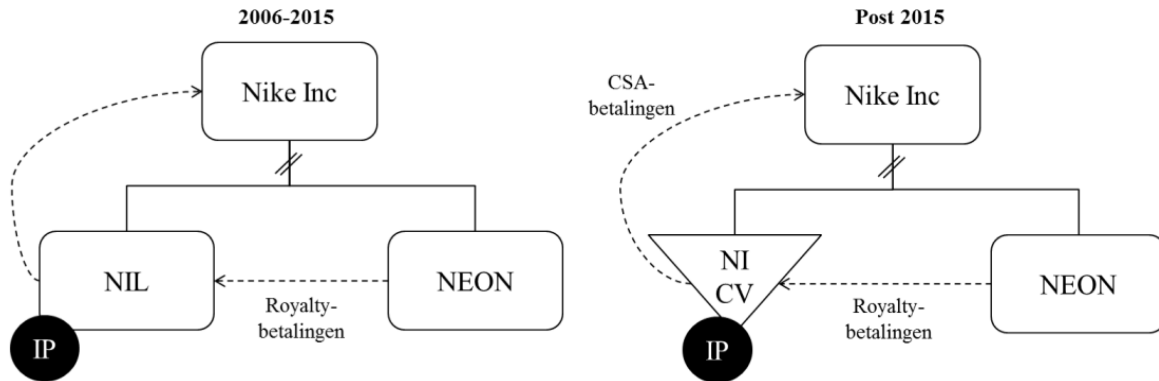 2006-2015
Nike Inc
NIL
NEON
Royalty-
betalingen
IP
Post 2015
CSA-
betalingen
Nike Inc
NI
CV
NEON
Royalty-
betalingen
IP